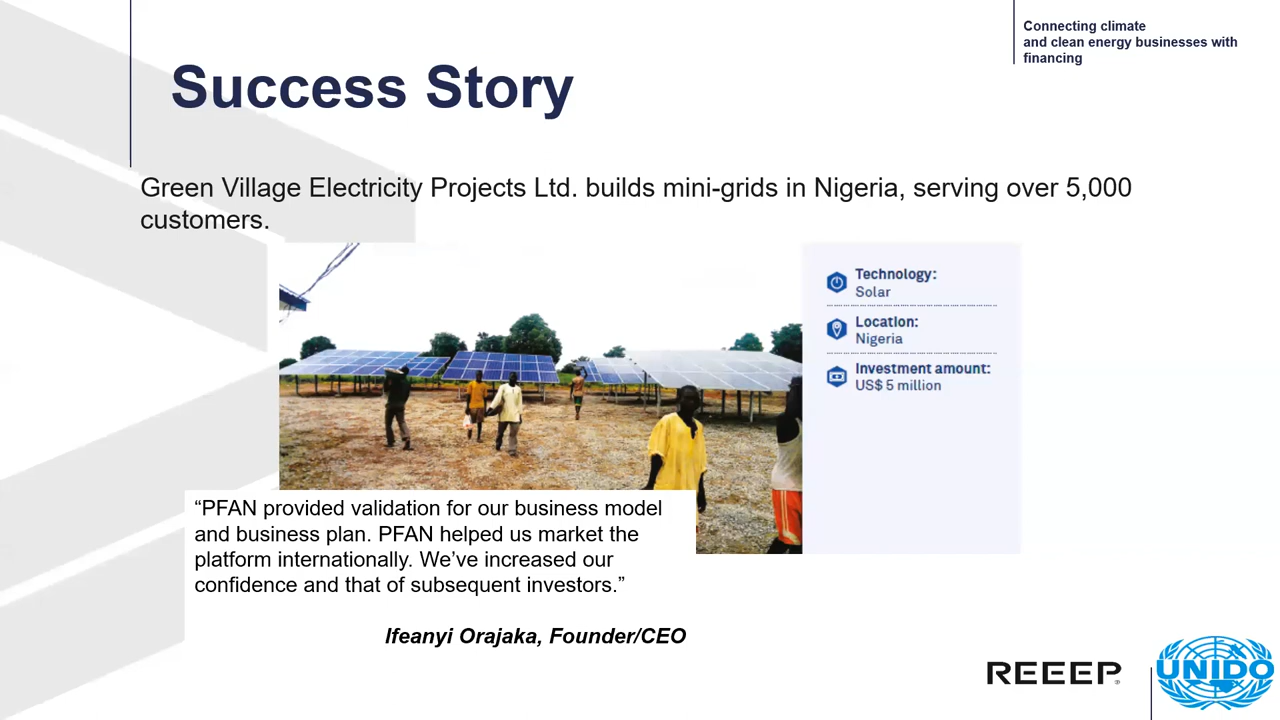 Connecting climate
and clean energy businesses with
financing
Success Story
Green Village Electricity Projects Ltd. builds mini-grids in Nigeria, serving over 5,000
customers.
Technology:
Solar
Location:
Nigeria
Investment amount:
US$ 5 million
“PFAN provided validation for our business model
and business plan. PFAN helped us market the
platform internationally. We’ve increased our
confidence and that of subsequent investors.”
Ifeanyi Orajaka, Founder/CEO
REEEP®
UNIDO